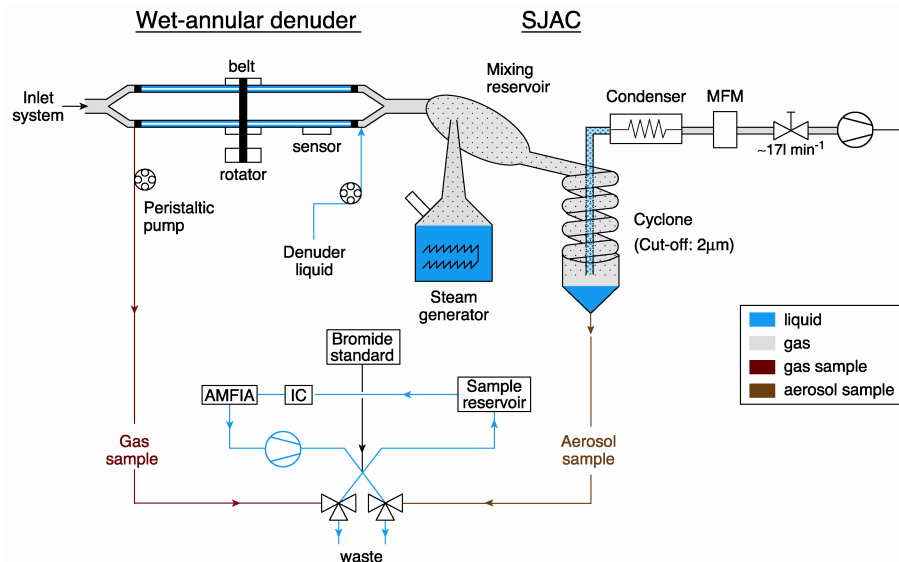 Wet-annular denuder
SJAC
belt
Mixing
reservoir
Inlet
system
Condenser
MFM
sensor
~17l min⁻¹
rotator
Peristaltic
pump
Cyclone
(Cut-off: 2μm)
Denuder
liquid
Steam
generator
liquid
gas
gas sample
aerosol sample
Bromide
standard
AMFIA
IC
Sample
reservoir
Gas
sample
Aerosol
sample
waste